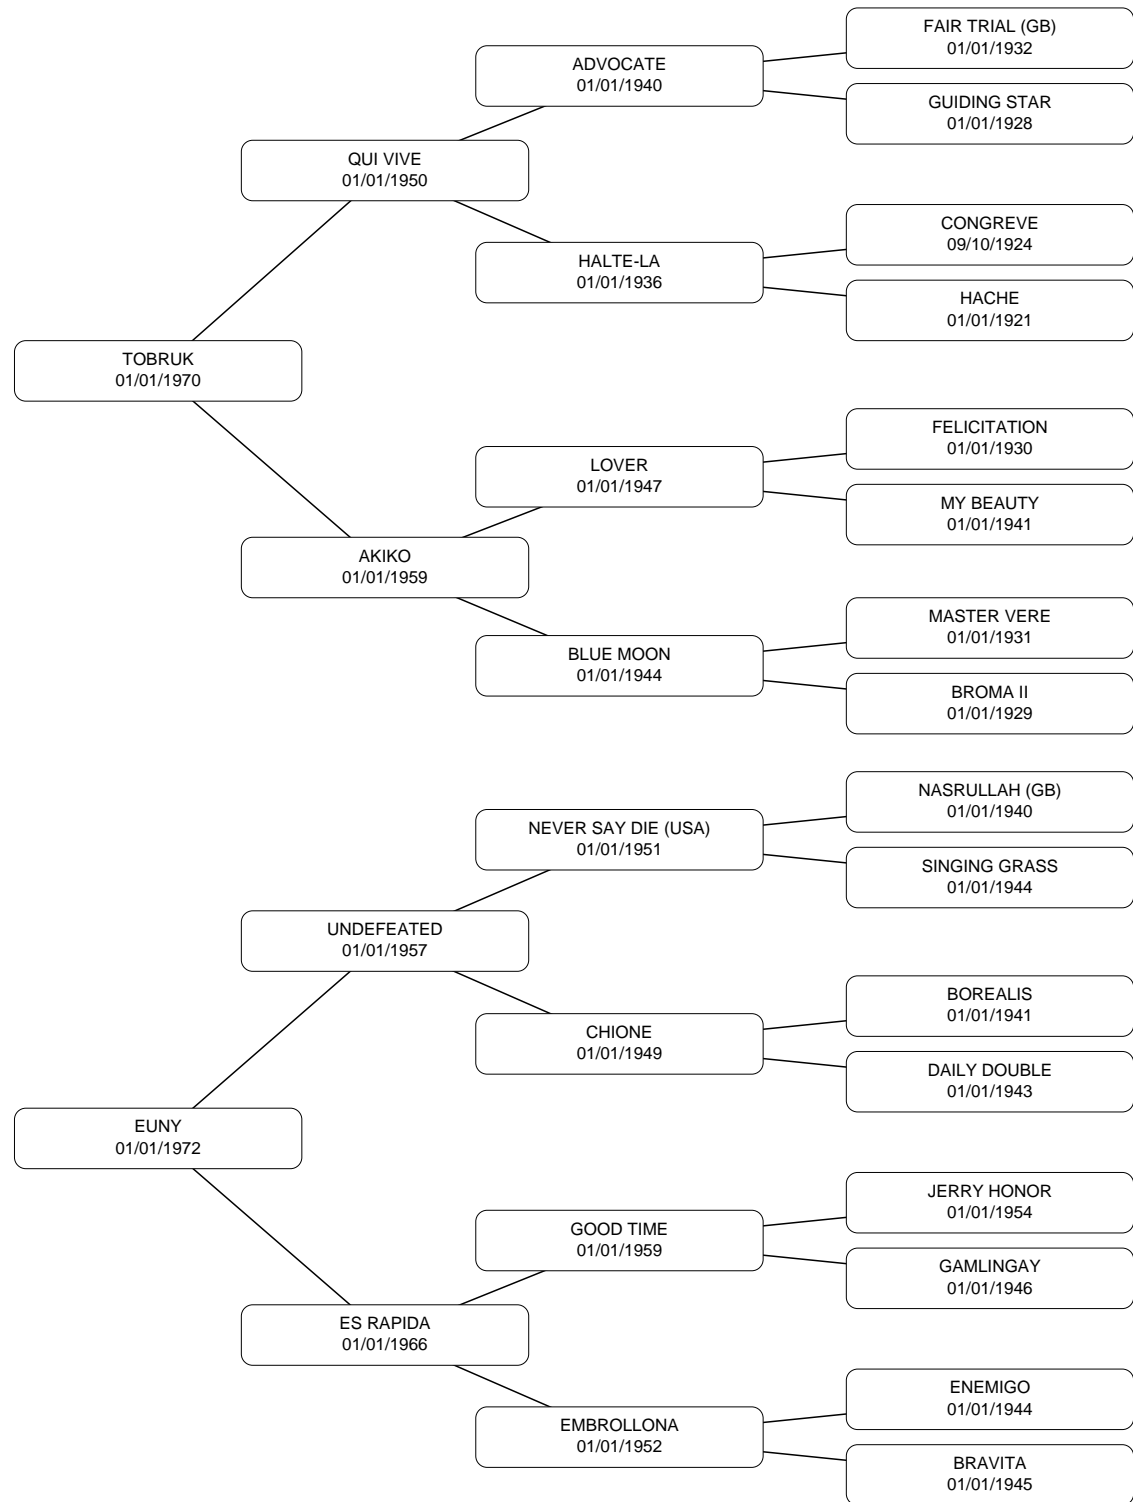 FAIR TRIAL (GB)
01/01/1932
ADVOCATE
01/01/1940
GUIDING STAR
01/01/1928
QUI VIVE
01/01/1950
CONGREVE
09/10/1924
HALTE-LA
01/01/1936
HACHE
01/01/1921
TOBRUK
01/01/1970
FELICITATION
01/01/1930
LOVER
01/01/1947
MY BEAUTY
01/01/1941
AKIKO
01/01/1959
MASTER VERE
01/01/1931
BLUE MOON
01/01/1944
BROMA II
01/01/1929
NASRULLAH (GB)
01/01/1940
NEVER SAY DIE (USA)
01/01/1951
SINGING GRASS
01/01/1944
UNDEFEATED
01/01/1957
BOREALIS
01/01/1941
CHIONE
01/01/1949
DAILY DOUBLE
01/01/1943
EUNY
01/01/1972
JERRY HONOR
01/01/1954
GOOD TIME
01/01/1959
GAMLINGAY
01/01/1946
ES RAPIDA
01/01/1966
ENEMIGO
01/01/1944
EMBROLLONA
01/01/1952
BRAVITA
01/01/1945